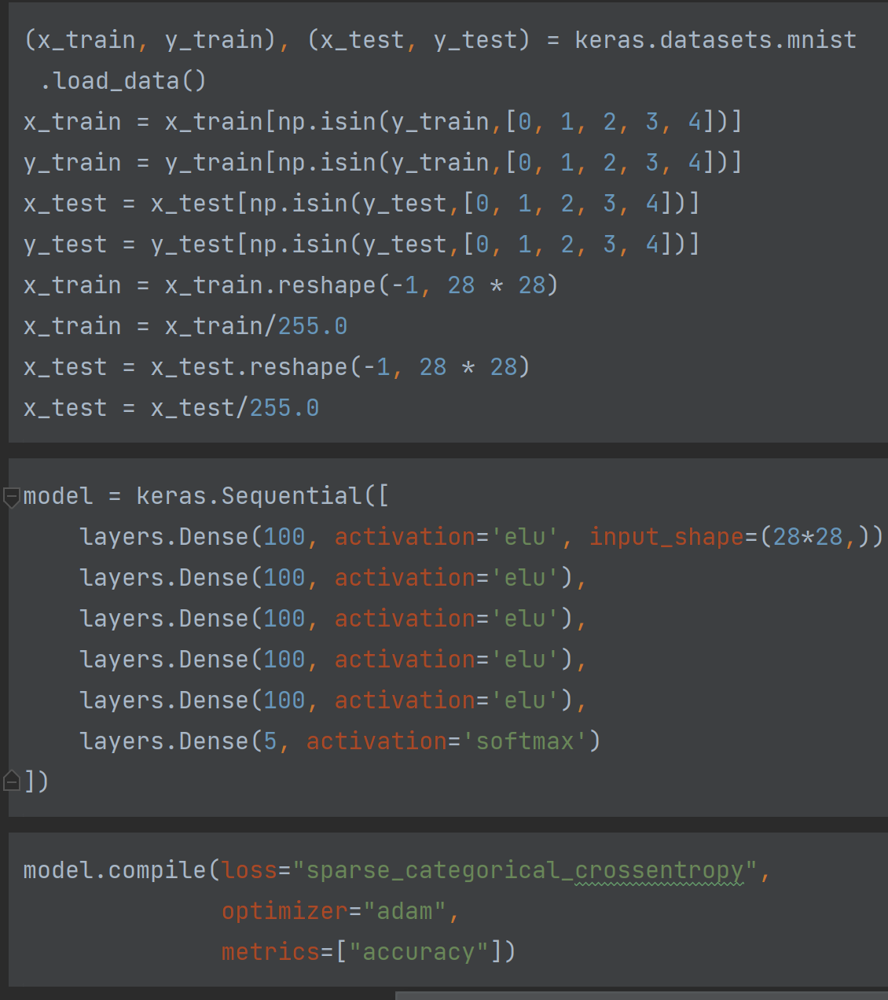 (x_train, y_train), (x_test, y_test) = keras.datasets.mnist
.load_data()
x_train = x_train[np.isin(y_train,[0, 1, 2, 3, 4])]
y_train = y_train[np.isin(y_train,[0, 1, 2, 3, 4])]
x_test = x_test[np.isin(y_test,[0, 1, 2, 3, 4])]
y_test = y_test[np.isin(y_test,[0, 1, 2, 3, 4])]
x_train = x_train.reshape(-1, 28 * 28)
x_train = x_train/255.0
x_test = x_test.reshape(-1, 28 * 28)
x_test = x_test/255.0
model = keras.Sequential([
layers.Dense(100, activation='elu', input_shape=(28*28,))
layers.Dense(100, activation='elu'),
layers.Dense(100, activation='elu'),
layers.Dense(100, activation='elu'),
layers.Dense(100, activation='elu'),
layers.Dense(5, activation='softmax')
])
model.compile(loss="sparse_categorical_crossentropy",
optimizer="adam",
metrics=["accuracy"])